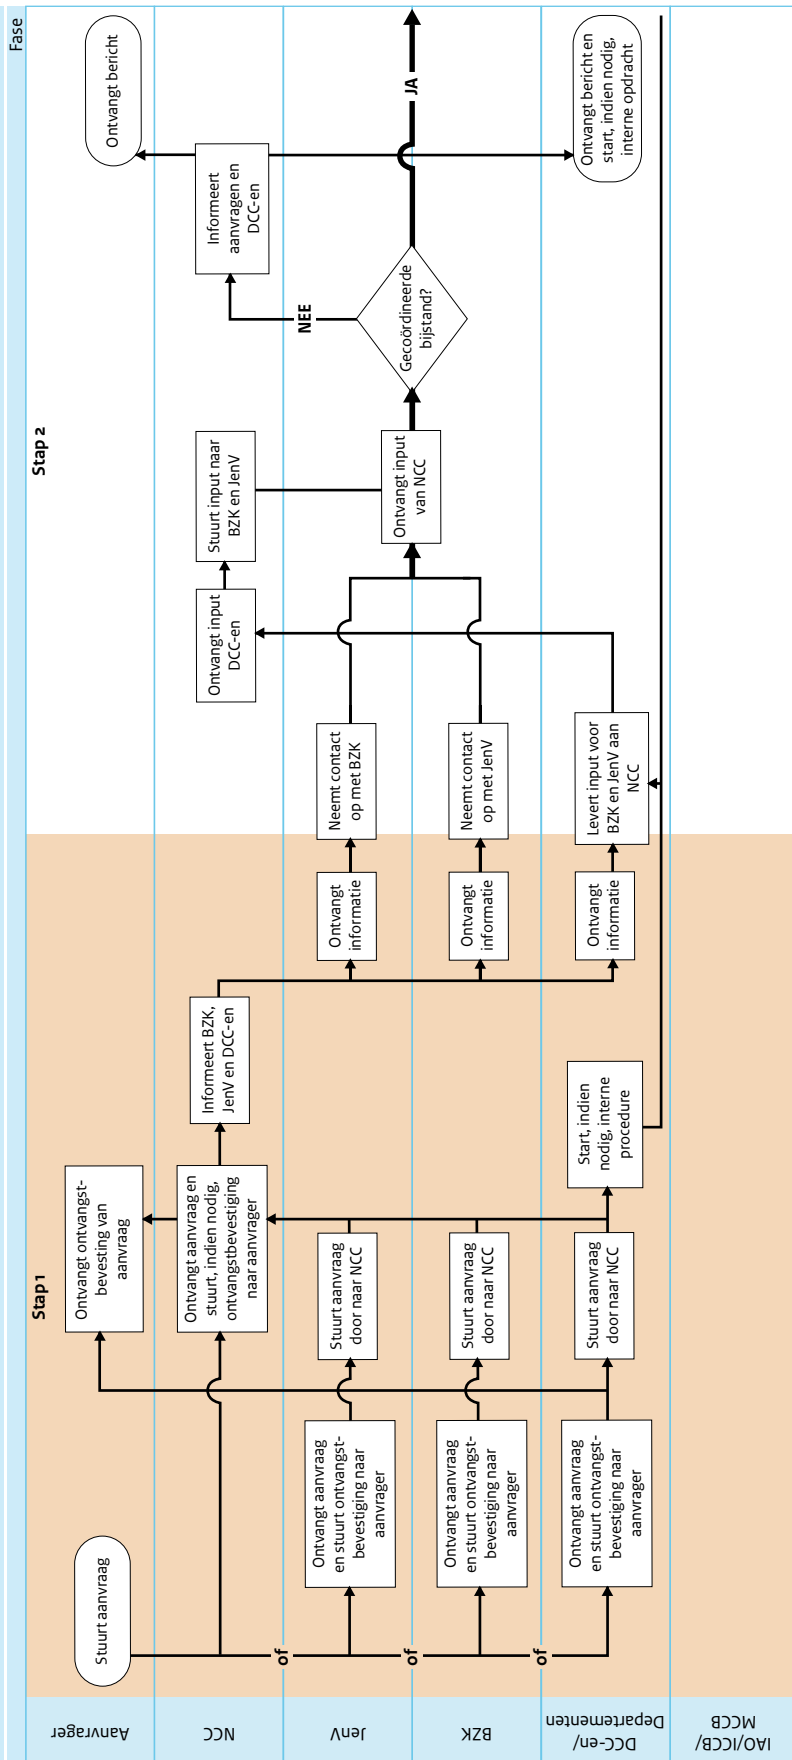 Fase
Stap 1
Stap 2
Aanvrager
Stuurt aanvraag
Ontvangt ontvangst-
bevesting van
aanvraag
Ontvangt bericht
NCC
Ontvangt aanvraag en
stuurt, indien nodig,
ontvangstbevestiging
naar aanvrager
Informeert BZK,
JenV en DCC-en
Ontvangt input
DCC-en
Stuurt input naar
BZK en JenV
Informeert
aanvragen en
DCC-en
JenV
of
Ontvangt aanvraag
en stuurt ontvangst-
bevestiging naar
aanvrager
Stuurt aanvraag
door naar NCC
Ontvangt
informatie
Neemt contact
op met BZK
NEE
BZK
of
Ontvangt aanvraag
en stuurt ontvangst-
bevestiging naar
aanvrager
Stuurt aanvraag
door naar NCC
Ontvangt
informatie
Neemt contact
op met JenV
Ontvangt input
van NCC
Gecoördineerde
bijstand?
JA
DCC-en/
Departementen
of
Ontvangt aanvraag
en stuurt ontvangst-
bevestiging naar
aanvrager
Stuurt aanvraag
door naar NCC
Start, indien
nodig, interne
procedure
Ontvangt
informatie
Levert input voor
BZK en JenV aan
NCC
Ontvangt bericht en
start, indien nodig,
interne opdracht
IAO/ICCB/
MCCB